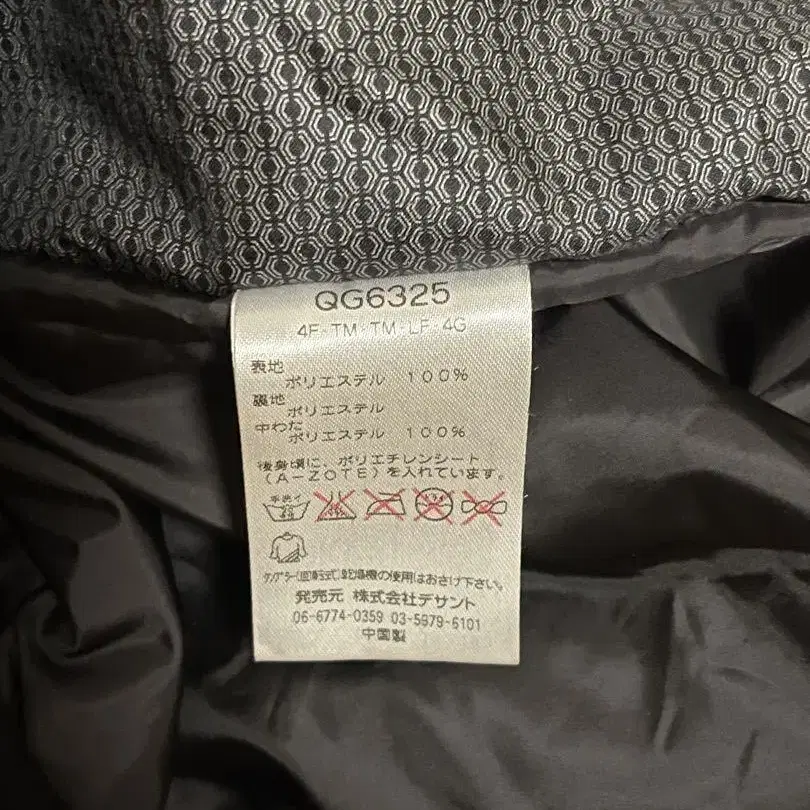 QG6325
4F・TM・TM・LF・4G
表地
ポリエステル 100%
裏地
ポリエステル
中わた
ポリエステル 100%
後身頃に、ポリエチレンシート
(A-ZOTE)を入れています。
手洗イ
タンブラー(回転式)乾燥機の使用はおさけ下さい。
発売元 株式会社デサント
06-6774-0359 03-5979-6101
中国製